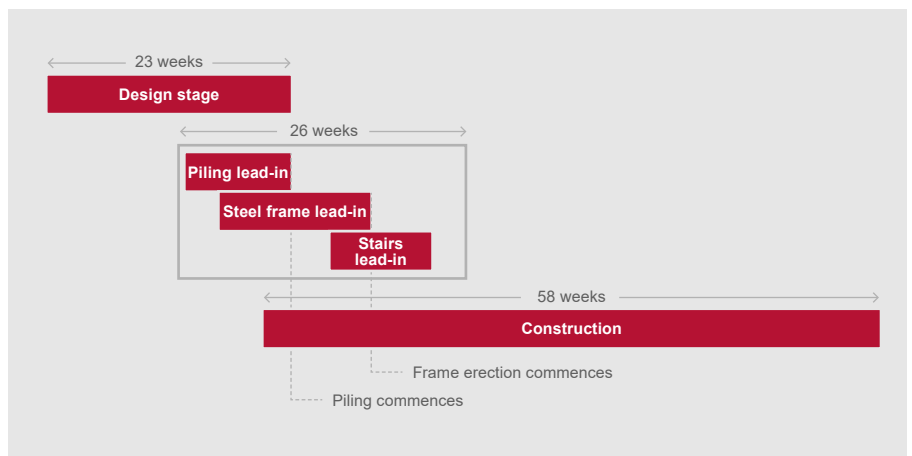 23 weeks
Design stage
26 weeks
Piling lead-in
Steel frame lead-in
Stairs
lead-in
58 weeks
Construction
Frame erection commences
Piling commences